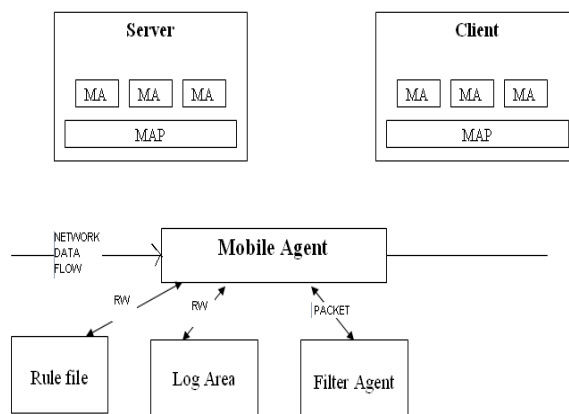 Server
Client
MA MA MA
MA MA MA
MAP
MAP
NETWORK
DATA
FLOW
Mobile Agent
RW
RW
PACKET
Rule file
Log Area
Filter Agent